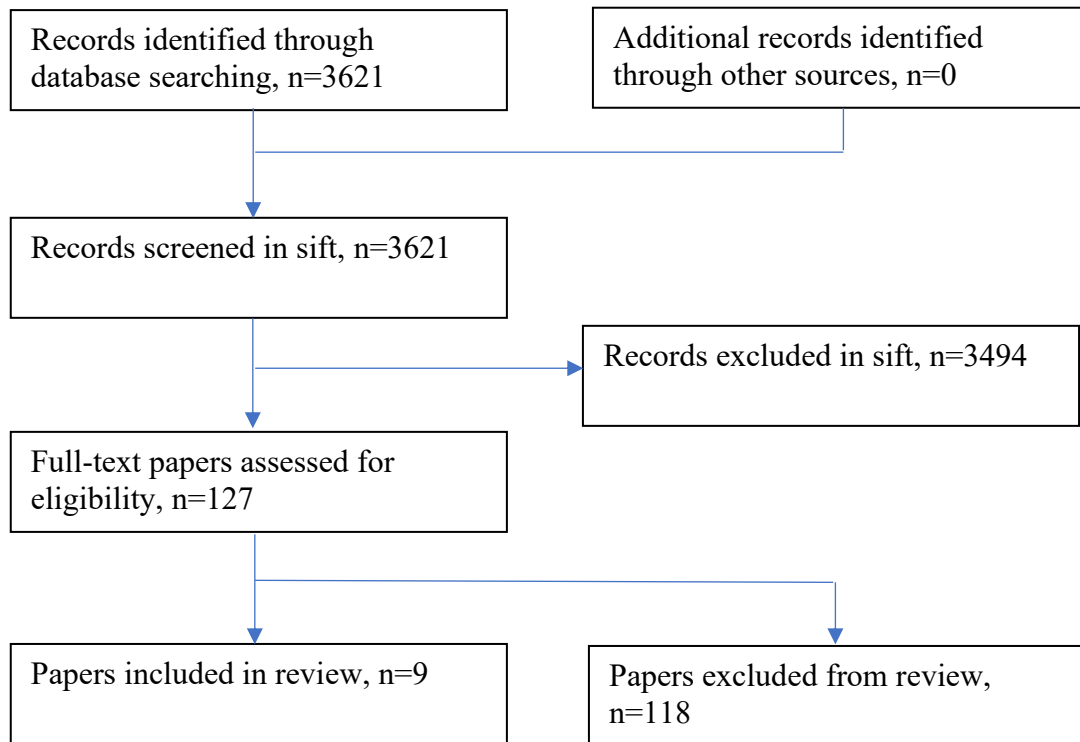 Records identified through
database searching, n=3621
Additional records identified
through other sources, n=0
Records screened in sift, n=3621
Records excluded in sift, n=3494
Full-text papers assessed for
eligibility, n=127
Papers included in review, n=9
Papers excluded from review,
n=118